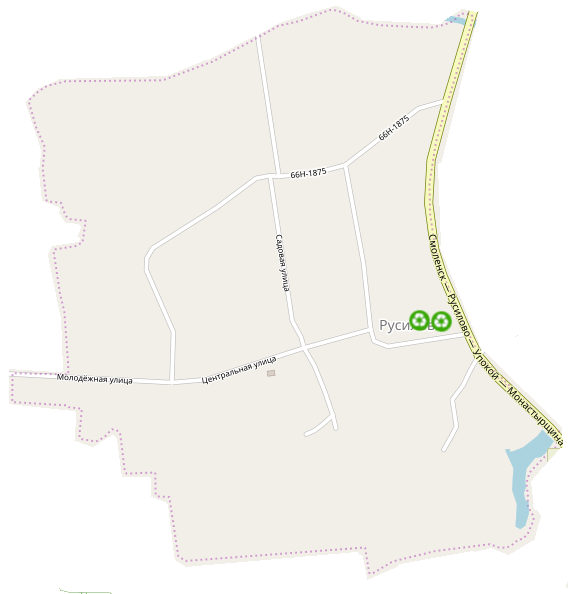 66Н-1875
66Н-1875
Садовая улица
Смоленск — Русилово — Упокой — Монастырщина
Центральная улица
Молодёжная улица